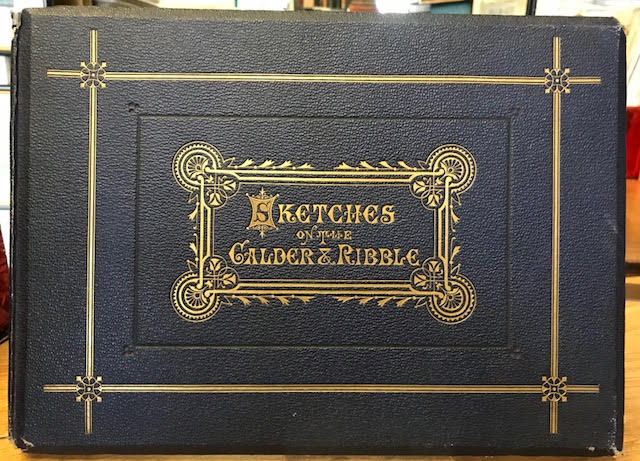 SKETCHES
ON THE
CALDER & RIBBLE